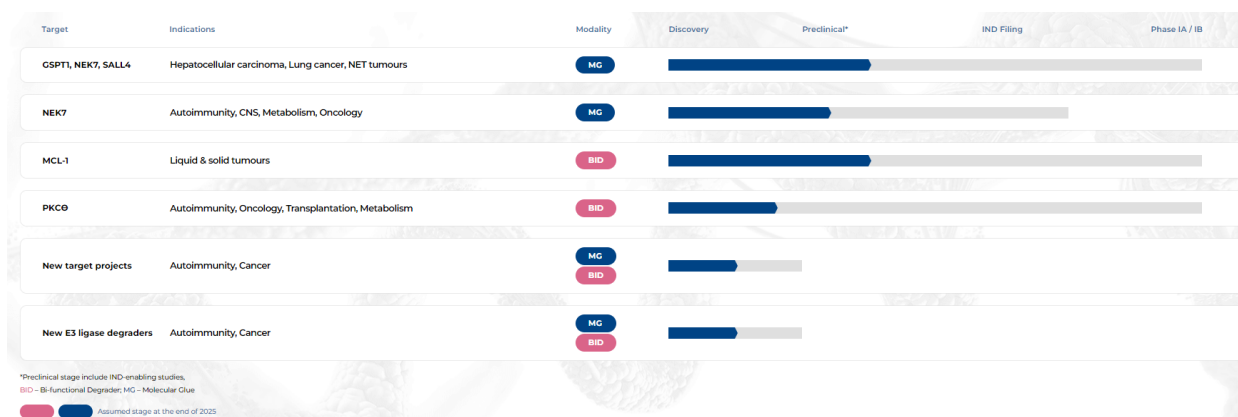 Target Indications Modality Discovery Preclinical* IND Filing Phase IA / IB
GSPT1, NEK7, SALL4 Hepatocellular carcinoma, Lung cancer, NET tumours MG
NEK7 Autoimmunity, CNS, Metabolism, Oncology MG
MCL-1 Liquid & solid tumours BID
PKCΘ Autoimmunity, Oncology, Transplantation, Metabolism BID
New target projects Autoimmunity, Cancer MG
BID
New E3 ligase degraders Autoimmunity, Cancer MG
BID
*Preclinical stage include IND-enabling studies,
BID – Bi-functional Degrader; MG – Molecular Glue
Assumed stage at the end of 2025